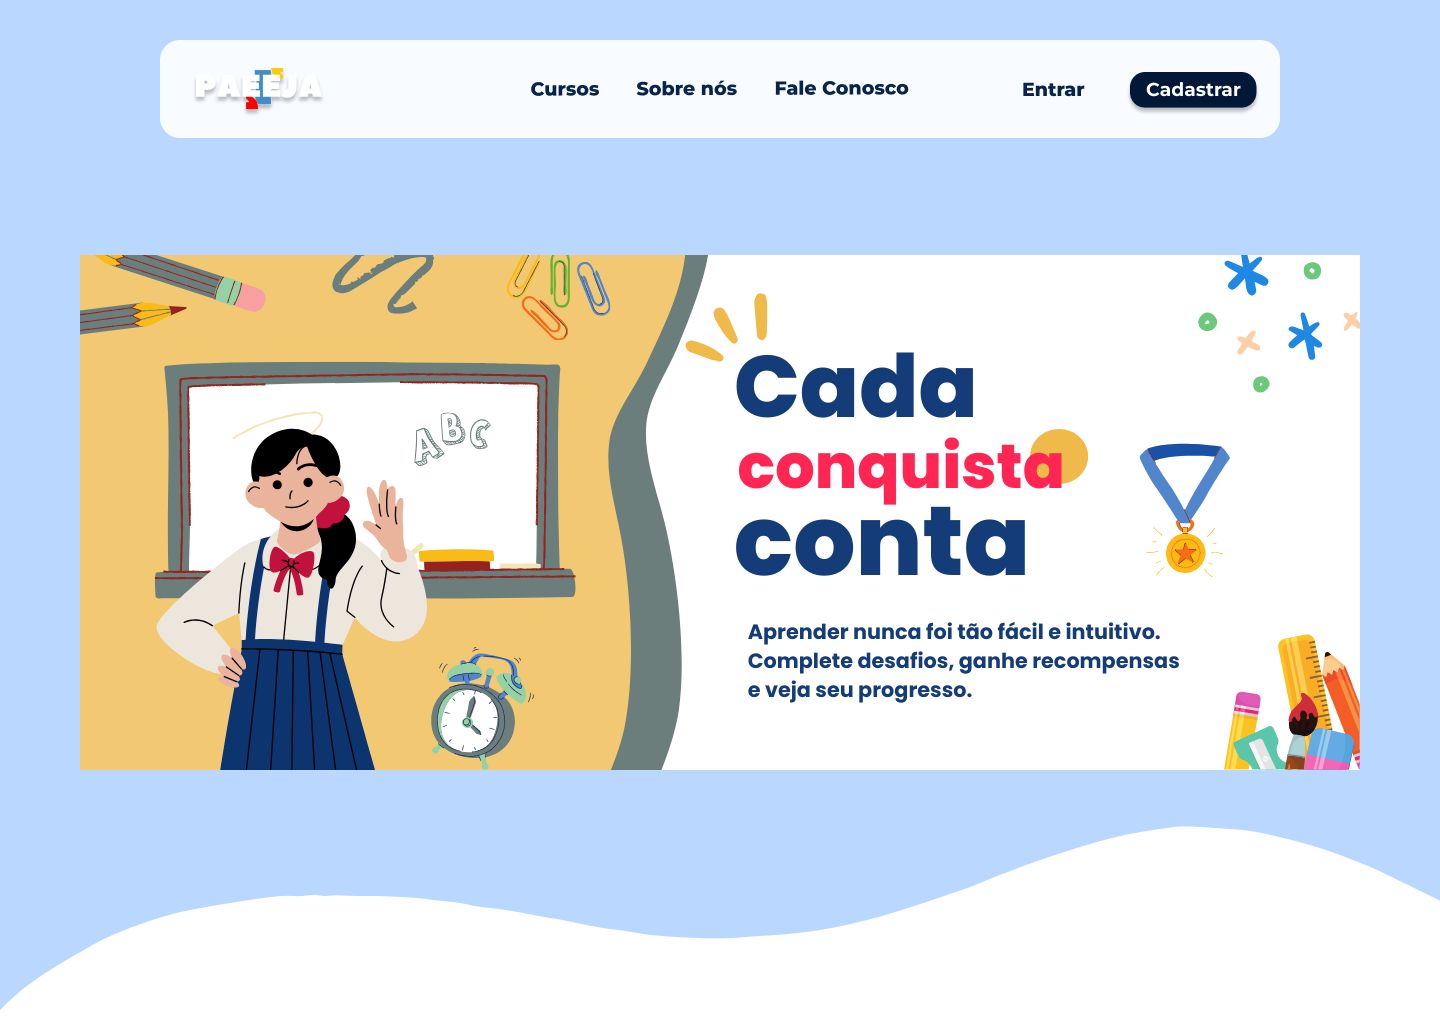 PAEEJA
Cursos Sobre nós Fale Conosco Entrar Cadastrar
ABC
Cada
conquista
conta
Aprender nunca foi tão fácil e intuitivo.
Complete desafios, ganhe recompensas
e veja seu progresso.